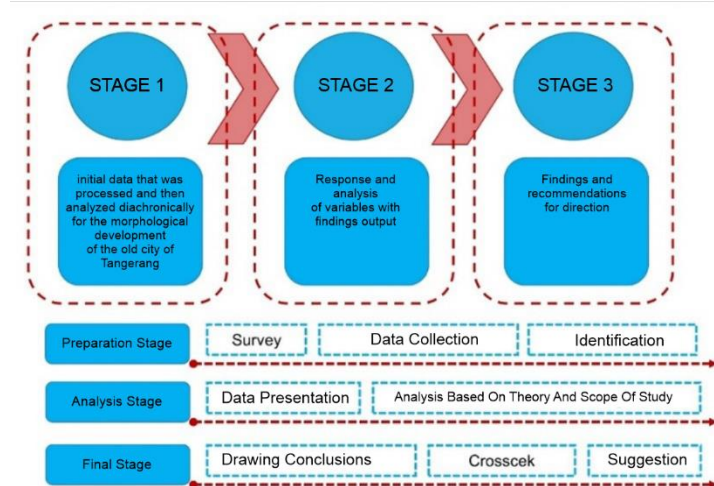 STAGE 1
STAGE 2
STAGE 3
initial data that was
processed and then
analyzed diachronically
for the morphological
development
of the old city of
Tangerang
Response and
analysis
of variables with
findings output
Findings and
recommendations
for direction
Preparation Stage
Survey
Data Collection
Identification
Analysis Stage
Data Presentation
Analysis Based On Theory And Scope Of Study
Final Stage
Drawing Conclusions
Crosscek
Suggestion